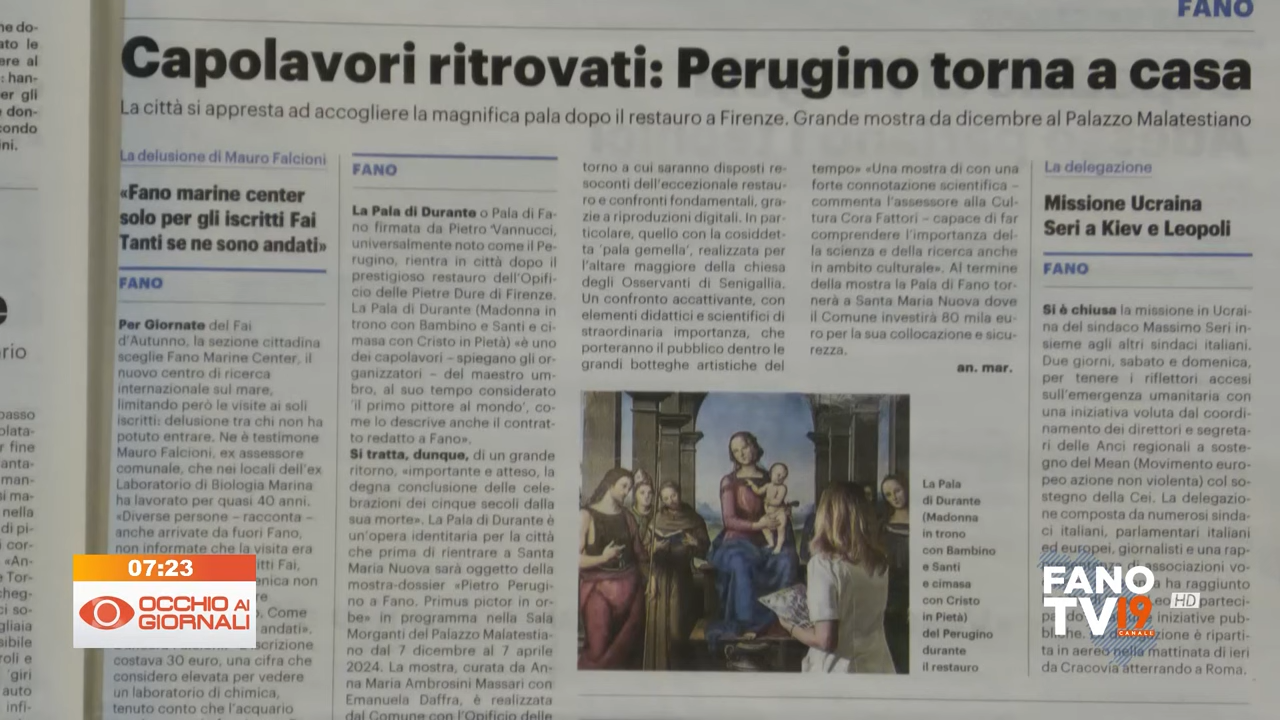 FANO
Capolavori ritrovati: Perugino torna a casa
La città si appresta ad accogliere la magnifica pala dopo il restauro a Firenze. Grande mostra da dicembre al Palazzo Malatestiano
La delusione di Mauro Falcioni
«Fano marine center
solo per gli iscritti Fai
Tanti se ne sono andati»
FANO
Per Giornate del Fai
d'Autunno, la sezione cittadina
sceglie Fano Marine Center, il
nuovo centro di ricerca
internazionale sul mare,
limitando però le visite ai soli
iscritti: delusione tra chi non ha
potuto entrare. Ne è testimone
Mauro Falcioni, ex assessore
comunale, che nei locali dell'ex
Laboratorio di Biologia Marina
ha lavorato per quasi 40 anni.
«Diverse persone – racconta –
anche arrivate da fuori Fano,
non informate che la visita era
itti Fai,
enica non
re
. Come
andati».
scrizione
costava 30 euro, una cifra che
considero elevata per vedere
un laboratorio di chimica,
tenuto conto che l'acquario
FANO
La Pala di Durante o Pala di Fa-
no firmata da Pietro Vannucci,
universalmente noto come il Pe-
rugino, rientra in città dopo il
prestigioso restauro dell'Opifi-
cio delle Pietre Dure di Firenze.
La Pala di Durante (Madonna in
trono con Bambino e Santi e ci-
masa con Cristo in Pietà) «è uno
dei capolavori – spiegano gli or-
ganizzatori – del maestro um-
bro, al suo tempo considerato
'il primo pittore al mondo', co-
me lo descrive anche il contrat-
to redatto a Fano».
Si tratta, dunque, di un grande
ritorno, «importante e atteso, la
degna conclusione delle cele-
brazioni dei cinque secoli dalla
sua morte». La Pala di Durante è
un'opera identitaria per la città
che prima di rientrare a Santa
Maria Nuova sarà oggetto della
mostra-dossier «Pietro Perugi-
no a Fano. Primus pictor in or-
be» in programma nella Sala
Morganti del Palazzo Malatestia-
no dal 7 dicembre al 7 aprile
2024. La mostra, curata da An-
na Maria Ambrosini Massari con
Emanuela Daffra, è realizzata
dal Comune con l'Opificio delle
torno a cui saranno disposti re-
soconti dell'eccezionale restau-
ro e confronti fondamentali, gra-
zie a riproduzioni digitali. In par-
ticolare, quello con la cosiddet-
ta 'pala gemella', realizzata per
l'altare maggiore della chiesa
degli Osservanti di Senigallia.
Un confronto accattivante, con
elementi didattici e scientifici di
straordinaria importanza, che
porteranno il pubblico dentro le
grandi botteghe artistiche del
tempo» «Una mostra di con una
forte connotazione scientifica –
commenta l'assessore alla Cul-
tura Cora Fattori – capace di far
comprendere l'importanza del-
la scienza e della ricerca anche
in ambito culturale». Al termine
della mostra la Pala di Fano tor-
nerà a Santa Maria Nuova dove
il Comune investirà 80 mila eu-
ro per la sua collocazione e sicu-
rezza.
an. mar.
La Pala
di Durante
(Madonna
in trono
con Bambino
e Santi
e cimasa
con Cristo
in Pietà)
del Perugino
durante
il restauro
La delegazione
Missione Ucraina
Seri a Kiev e Leopoli
FANO
Si è chiusa la missione in Ucrai-
na del sindaco Massimo Seri in-
sieme agli altri sindaci italiani.
Due giorni, sabato e domenica,
per tenere i riflettori accesi
sull'emergenza umanitaria con
una iniziativa voluta dal coordi-
namento dei direttori e segreta-
ri delle Anci regionali a soste-
gno del Mean (Movimento euro-
peo azione non violenta) col so-
stegno della Cei. La delegazio-
ne composta da numerosi sinda-
ci italiani, parlamentari italiani
ed europei, giornalisti e una rap-
associazioni vo-
ha raggiunto
parteci-
iniziative pub-
è riparti-
ta in aereo nella mattinata di ieri
da Cracovia atterrando a Roma.
07:23
OCCHIO AI
GIORNALI
FANO
TV 19
CANALE
HD